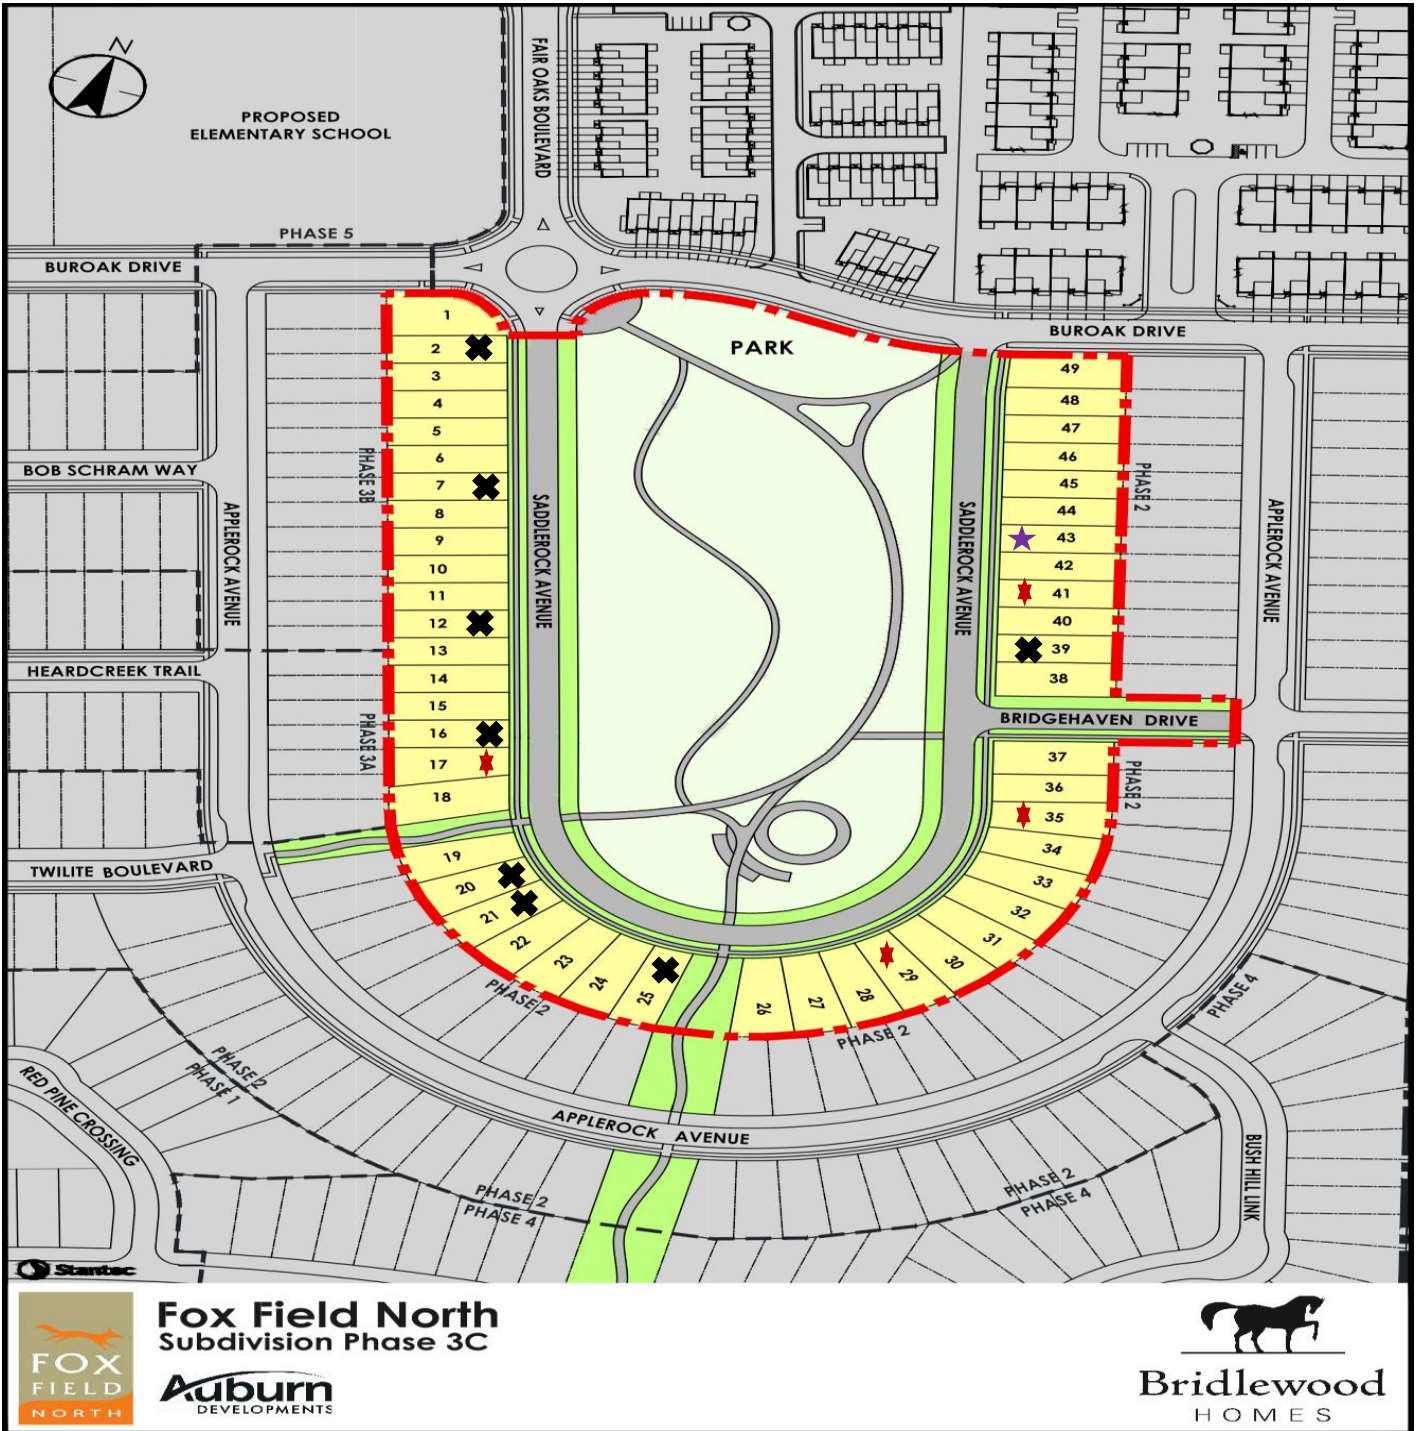 N
PROPOSED
ELEMENTARY SCHOOL
FAIR OAKS BOULEVARD
PHASE 5
BUROAK DRIVE
BUROAK DRIVE
PARK
1
2
3
4
5
6
7
8
9
10
11
12
13
14
15
16
17
18
19
20
21
22
23
24
25
26
27
28
29
30
31
32
33
34
35
36
37
38
39
40
41
42
43
44
45
46
47
48
49
PHASE 3B
PHASE 3A
PHASE 2
PHASE 2
BOB SCHRAM WAY
APPLEROCK AVENUE
SADDLEROCK AVENUE
SADDLEROCK AVENUE
APPLEROCK AVENUE
HEARDCREEK TRAIL
BRIDGEHAVEN DRIVE
TWILITE BOULEVARD
PHASE 2
PHASE 2
PHASE 4
PHASE 2
PHASE 1
RED PINE CROSSING
APPLEROCK AVENUE
BUSH HILL LINK
PHASE 2
PHASE 4
PHASE 2
PHASE 4
Stantec
FOX
FIELD
NORTH
Fox Field North
Subdivision Phase 3C
Auburn
DEVELOPMENTS
Bridlewood
HOMES